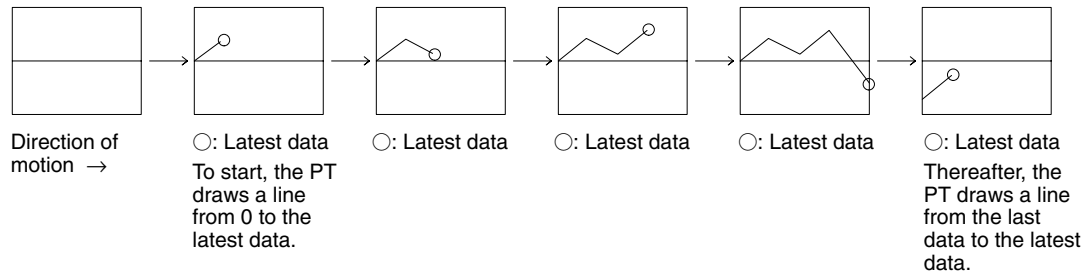 Direction of
motion →
○: Latest data
To start, the PT
draws a line
from 0 to the
latest data.
○: Latest data
○: Latest data
○: Latest data
○: Latest data
Thereafter, the
PT draws a line
from the last
data to the latest
data.